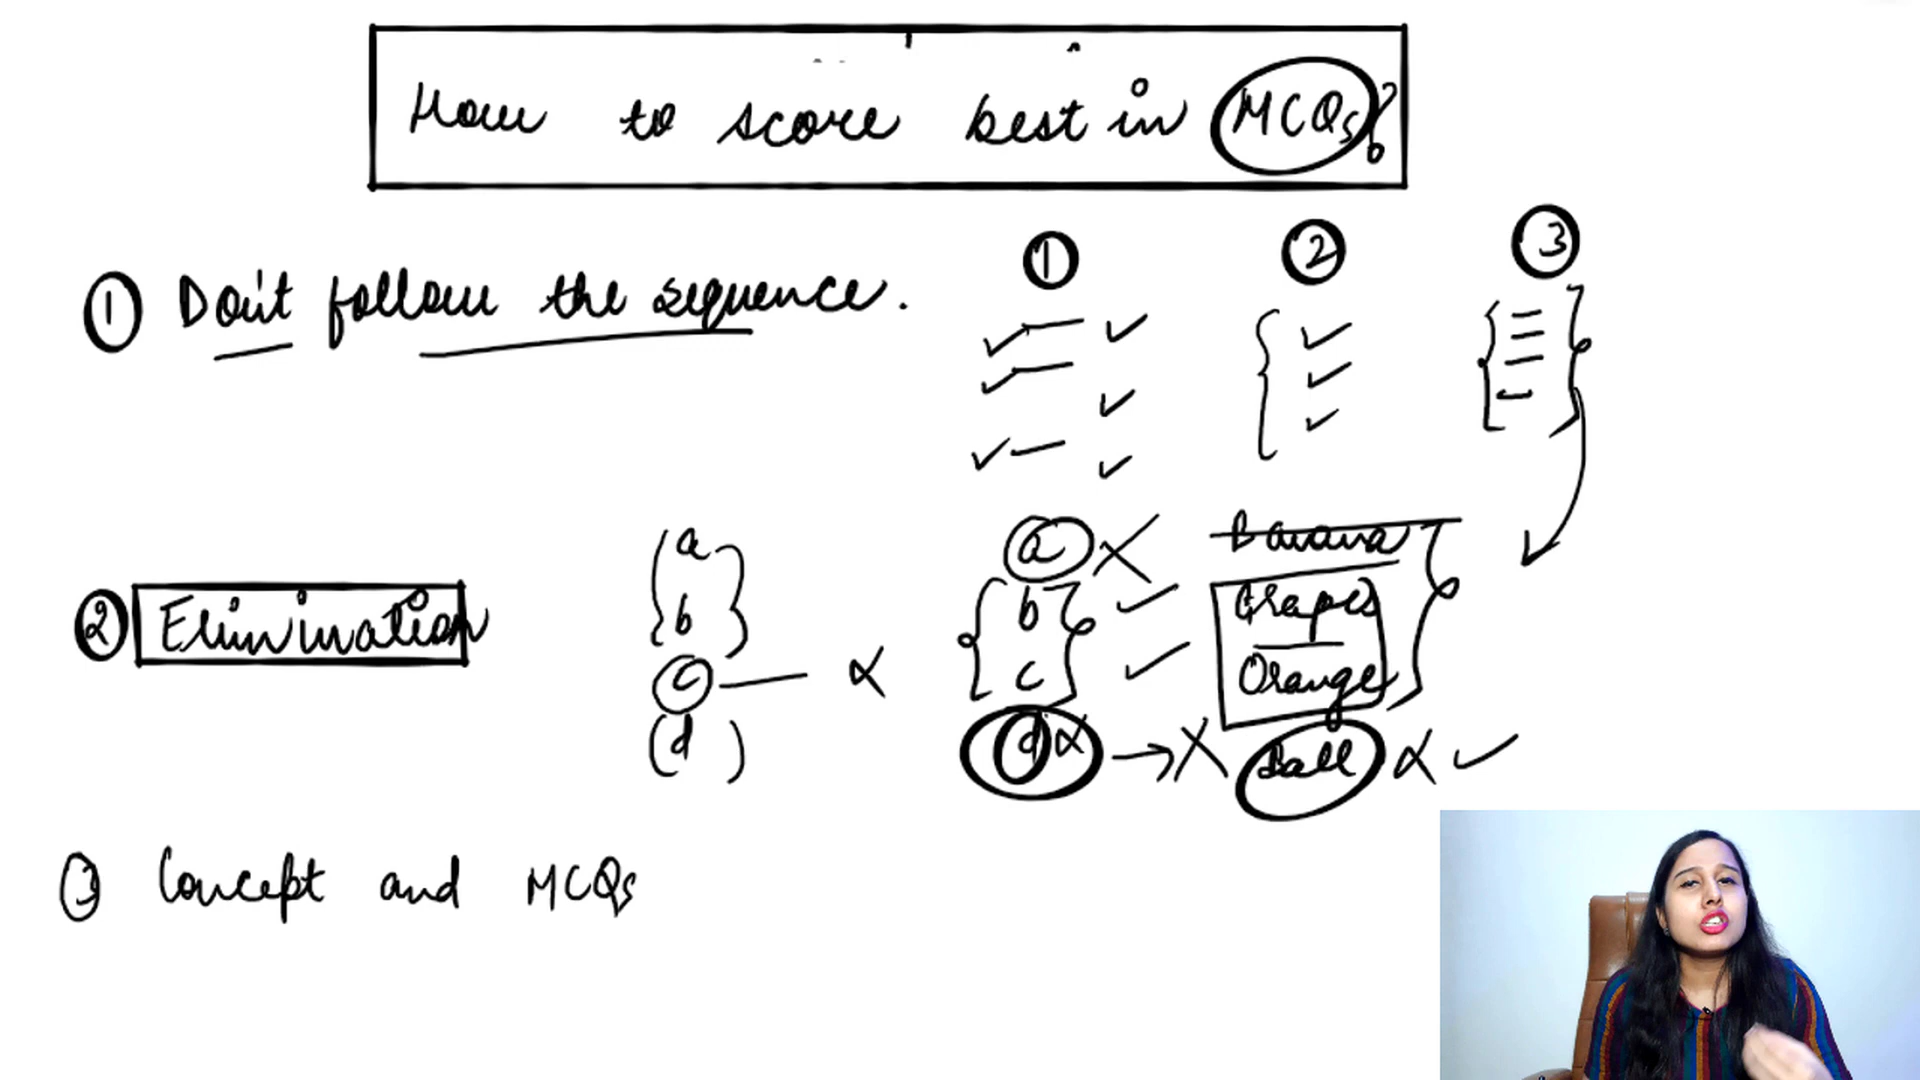 How to score best in MCQs?
① Don't follow the sequence.
① ② ③
② Elimination
a
b
c
d
a
b
c
d
Banana
Grapes
Orange
Ball
③ Concept and MCQs